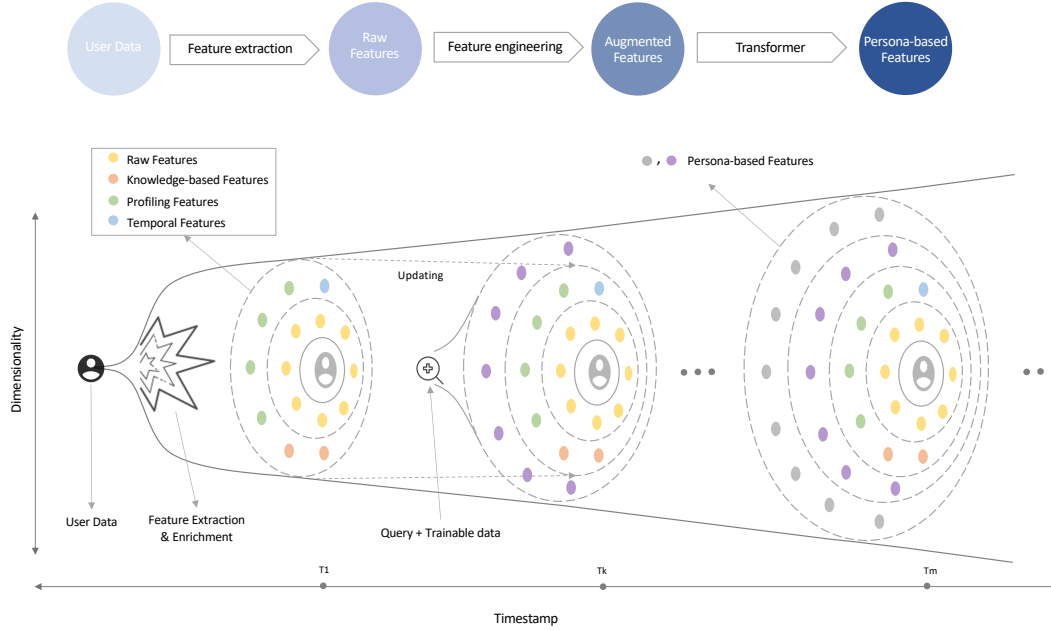 User Data
Feature extraction
Raw
Features
Feature engineering
Augmented
Features
Transformer
Persona-based
Features
Raw Features
Knowledge-based Features
Profiling Features
Temporal Features
, Persona-based Features
Updating
Dimensionality
User Data
Feature Extraction
& Enrichment
Query + Trainable data
T1
Tk
Tm
Timestamp